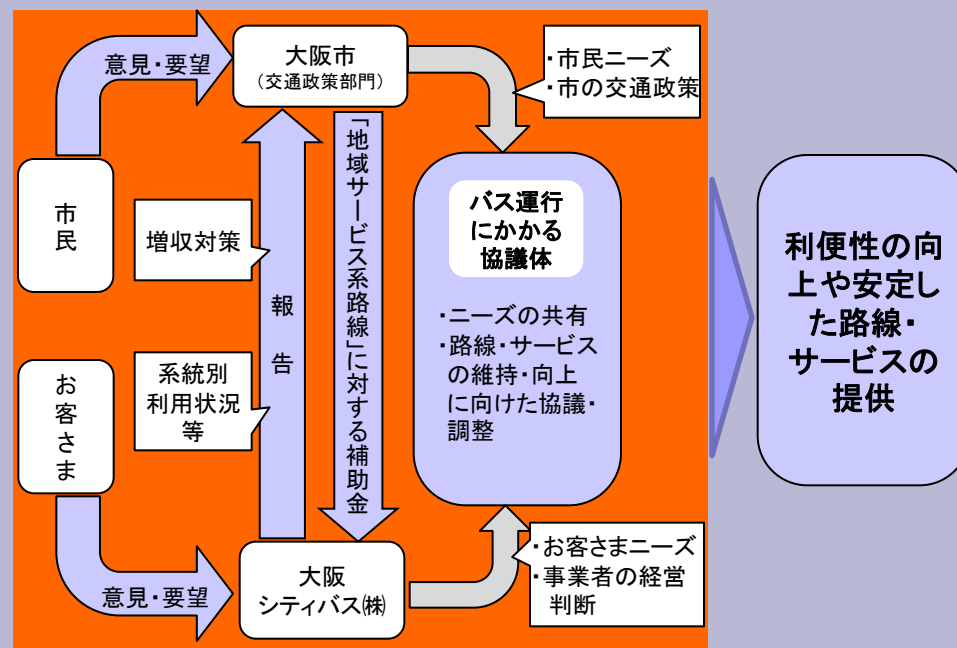 意見・要望
大阪市
（交通政策部門）
・市民ニーズ
・市の交通政策
市民
増収対策
報告
「地域サービス系路線」に対する補助金
バス運行
にかかる
協議体
・ニーズの共有
・路線・サービス
の維持・向上
に向けた協議・
調整
利便性の向
上や安定し
た路線・
サービスの
提供
お客さま
系統別
利用状況
等
意見・要望
大阪
シティバス㈱
・お客さまニーズ
・事業者の経営
判断